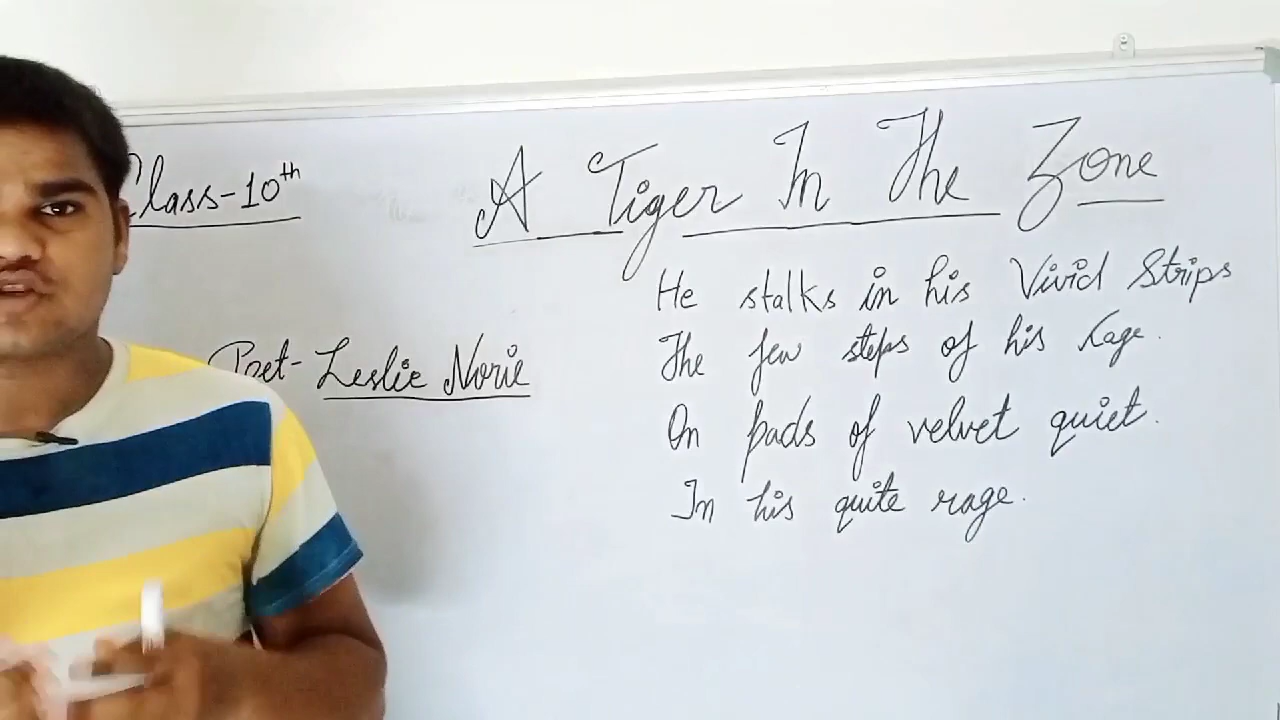 Class-10th
A Tiger In The Zone
Poet-Leslie Norie
He stalks in his Vivid Strips
The few steps of his Cage.
On pads of velvet quiet.
In his quite rage.